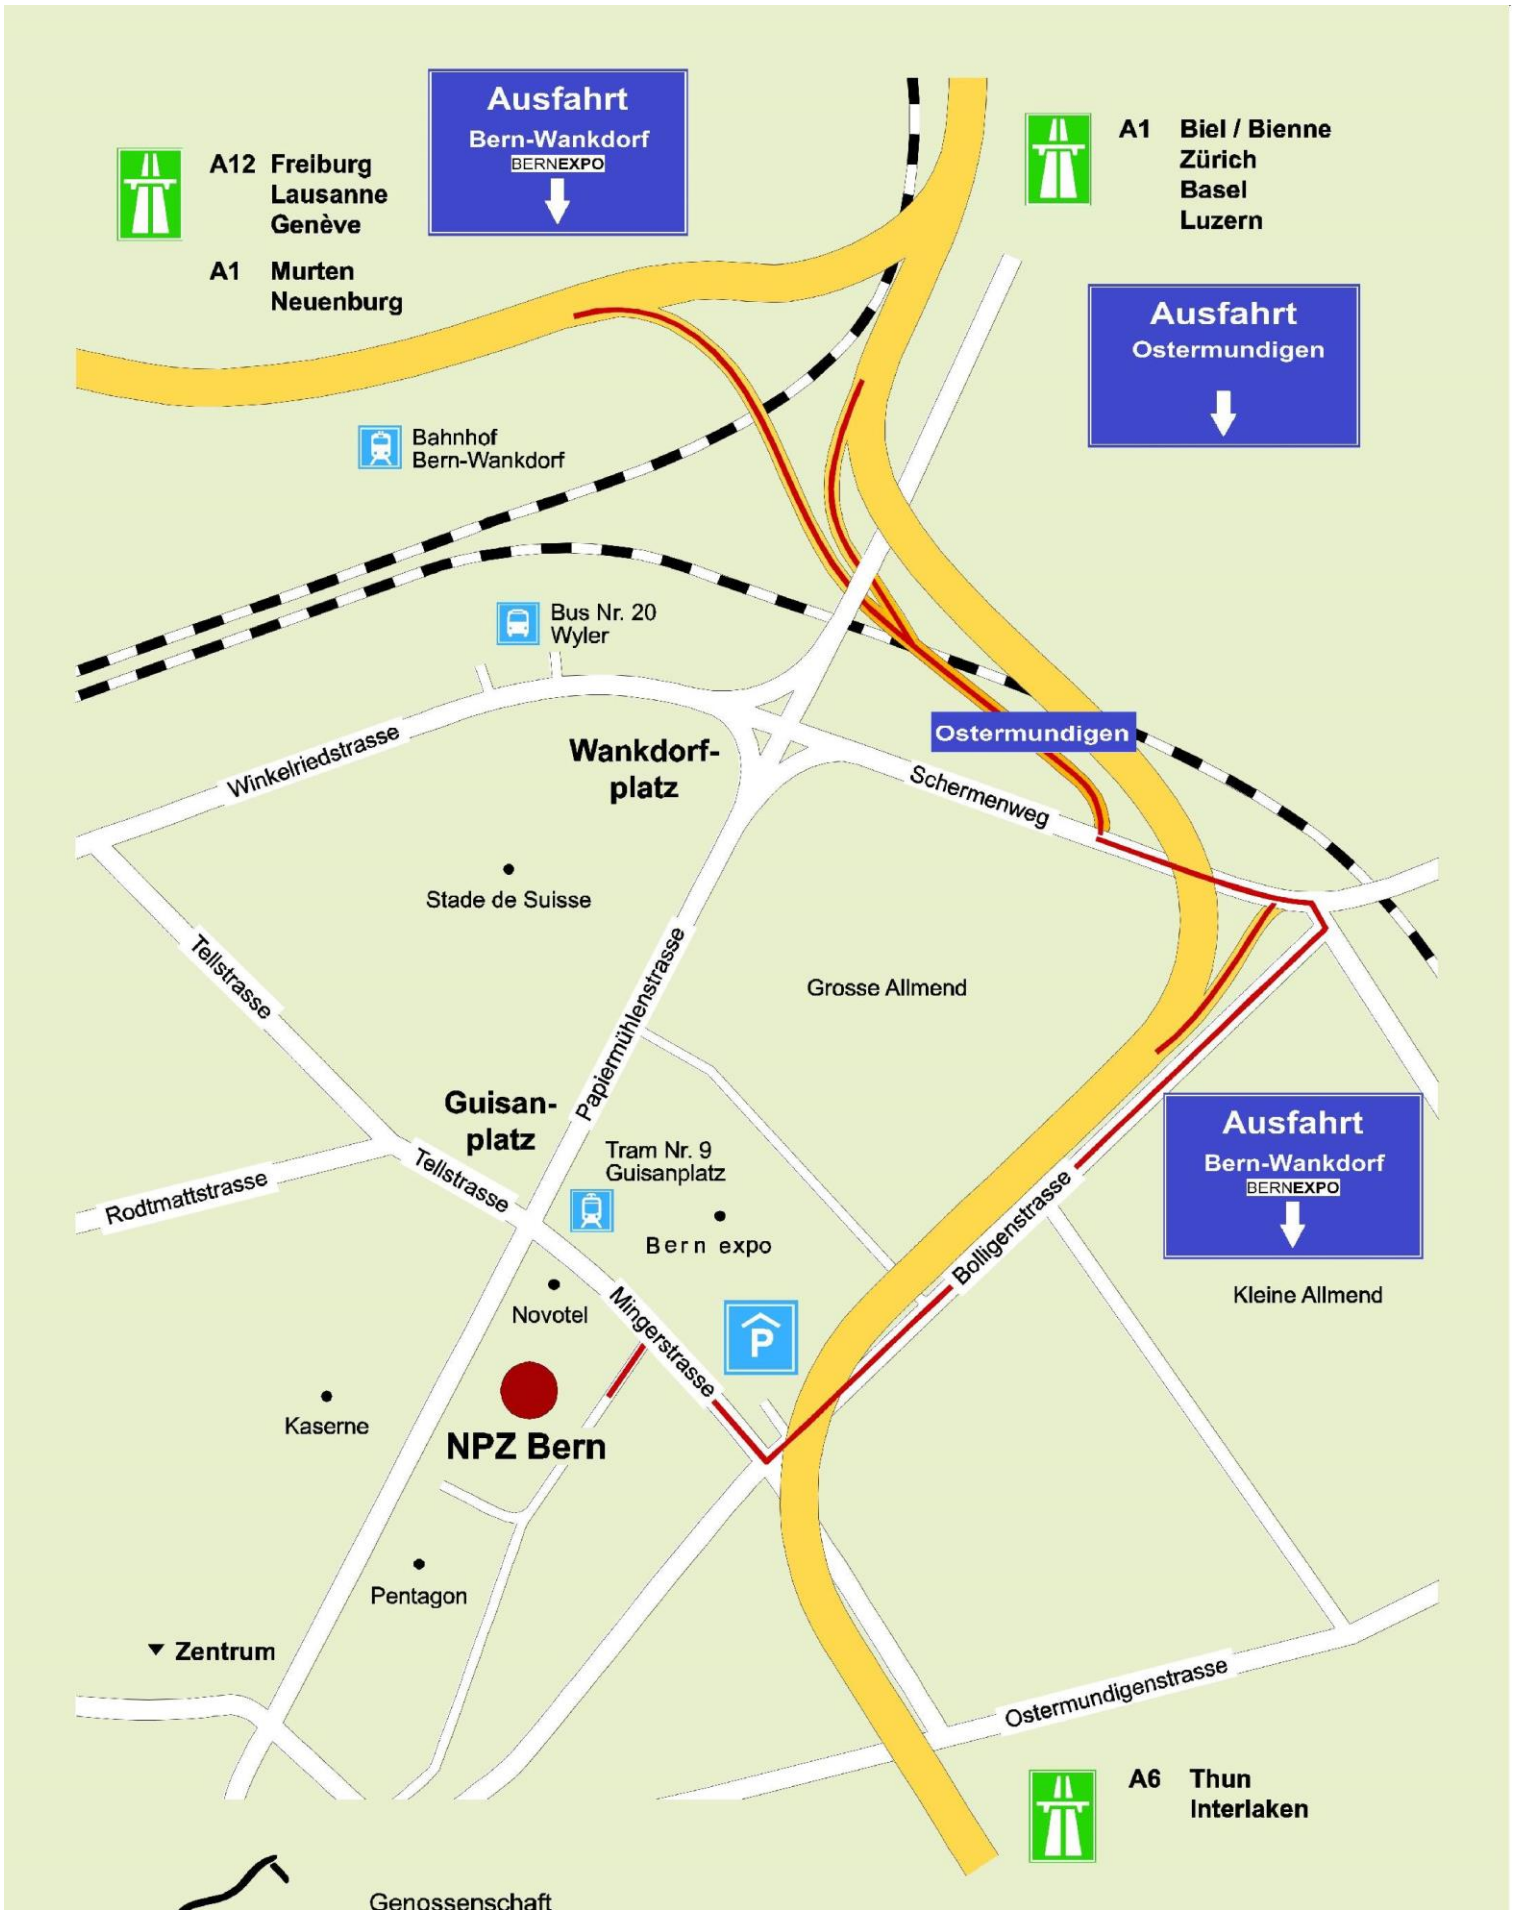 Ausfahrt
Bern-Wankdorf
BERNEXPO
A12 Freiburg
Lausanne
Genève
A1 Murten
Neuenburg
A1 Biel / Bienne
Zürich
Basel
Luzern
Ausfahrt
Ostermundigen
Bahnhof
Bern-Wankdorf
Bus Nr. 20
Wyler
Ostermundigen
Winkelriedstrasse
Wankdorf-
platz
Schermenweg
Stade de Suisse
Tellstrasse
Papiermühlenstrasse
Grosse Allmend
Guisan-
platz
Tram Nr. 9
Guisanplatz
Ausfahrt
Bern-Wankdorf
BERNEXPO
Tellstrasse
Rodtmattstrasse
Bern expo
Bolligenstrasse
Kleine Allmend
Novotel
Mingerstrasse
P
Kaserne
NPZ Bern
Pentagon
Zentrum
Ostermundigenstrasse
A6 Thun
Interlaken
Genossenschaft